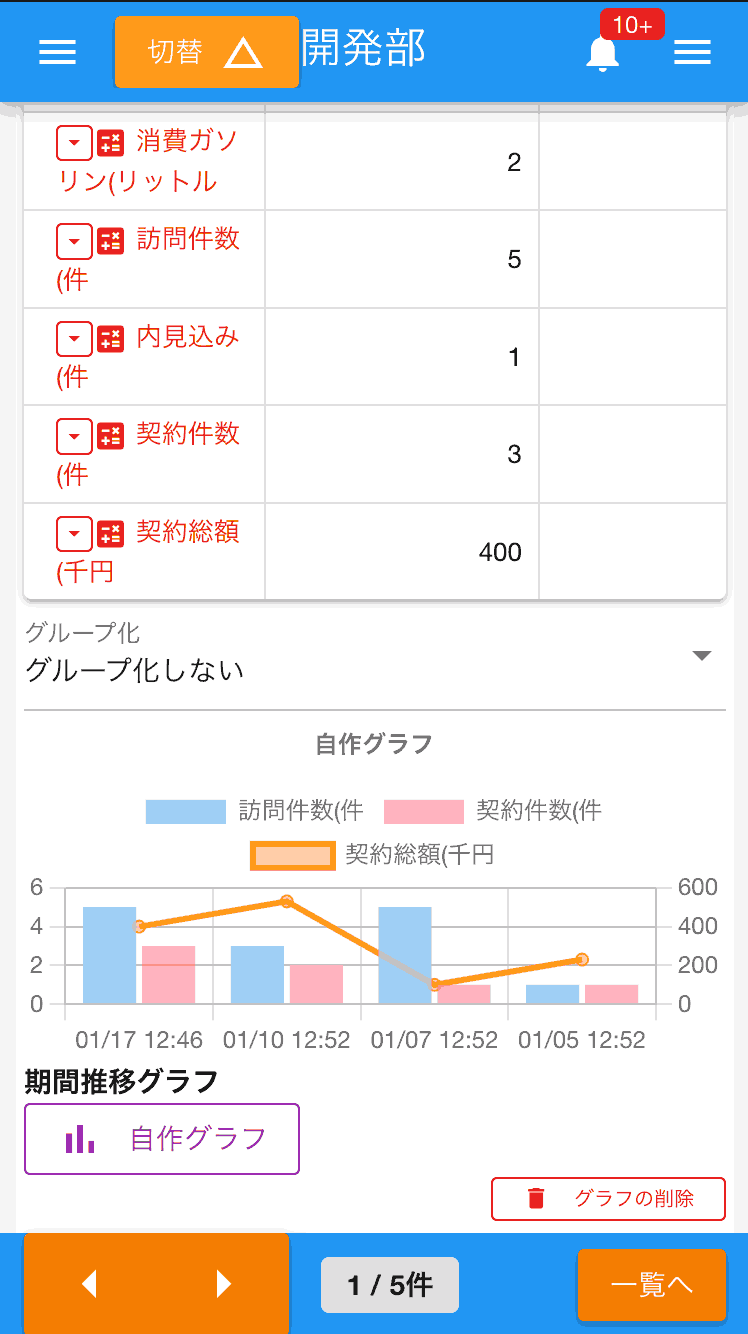 切替 開発部 10+
消費ガソ
リン(リットル
2
訪問件数
(件
5
内見込み
(件
1
契約件数
(件
3
契約総額
(千円
400
グループ化
グループ化しない
自作グラフ
訪問件数(件 契約件数(件
契約総額(千円
6 600
4 400
2 200
0 0
01/17 12:46 01/10 12:52 01/07 12:52 01/05 12:52
期間推移グラフ
自作グラフ
グラフの削除
1 / 5件 一覧へ